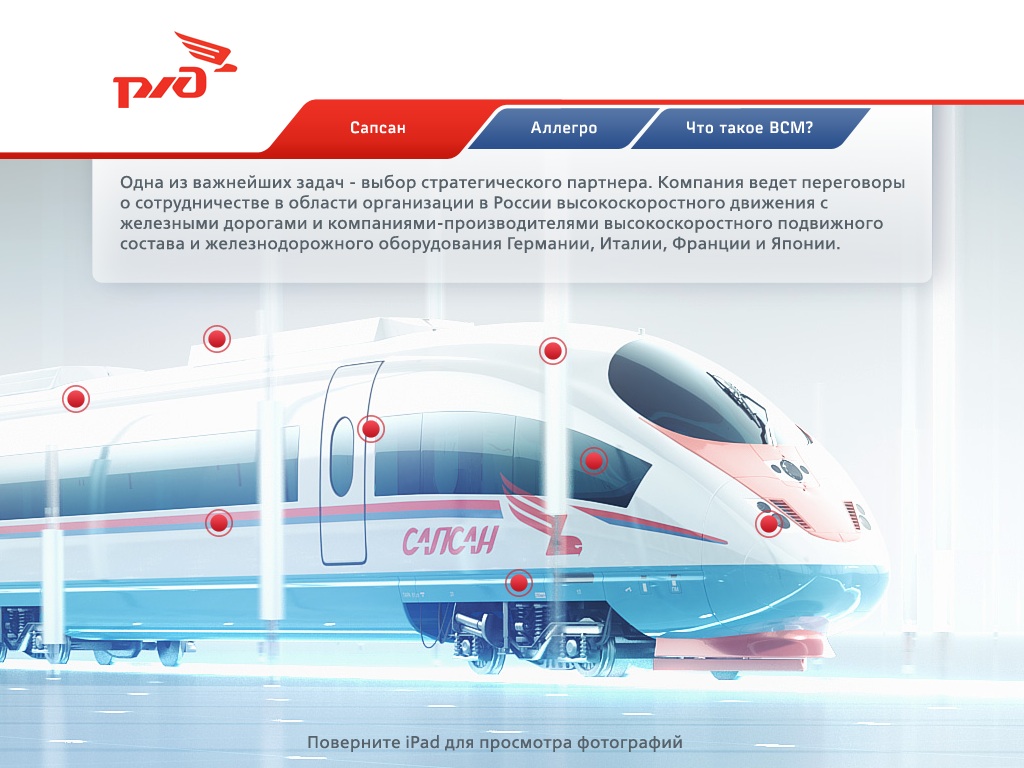 ржд
Сапсан
Аллегро
Что такое ВСМ?
Одна из важнейших задач - выбор стратегического партнера. Компания ведет переговоры
о сотрудничестве в области организации в России высокоскоростного движения с
железными дорогами и компаниями-производителями высокоскоростного подвижного
состава и железнодорожного оборудования Германии, Италии, Франции и Японии.
САПСАН
Поверните iPad для просмотра фотографий